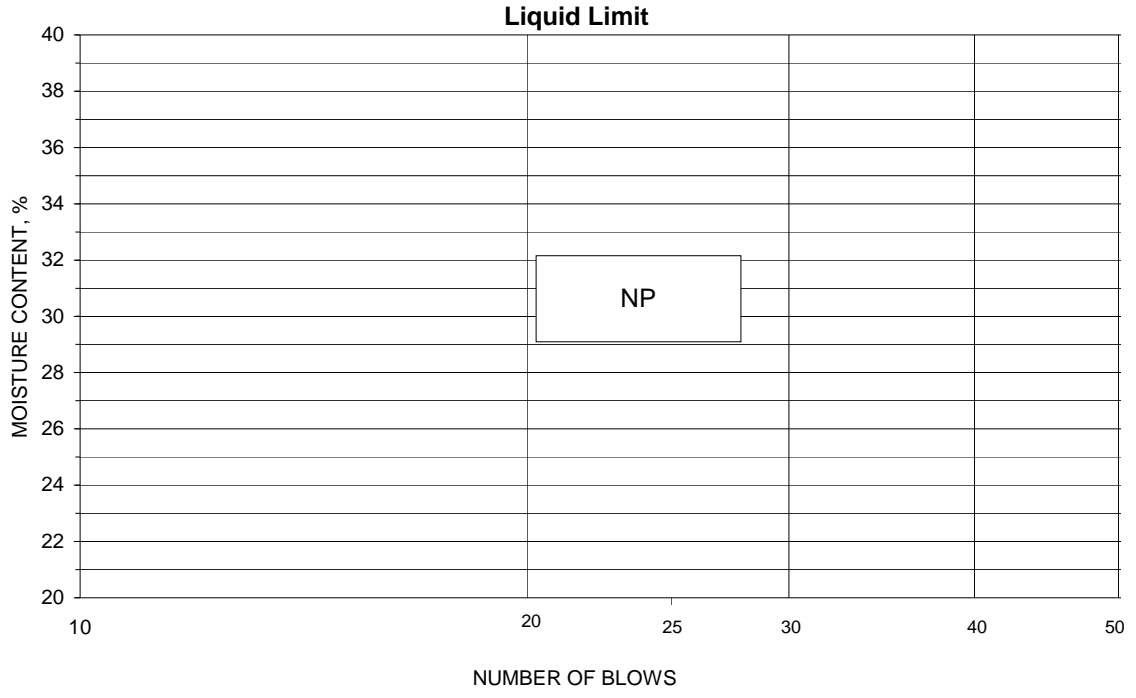 Liquid Limit
40
38
36
34
32
30
28
26
24
22
20
MOISTURE CONTENT, %
NP
10 20 25 30 40 50
NUMBER OF BLOWS